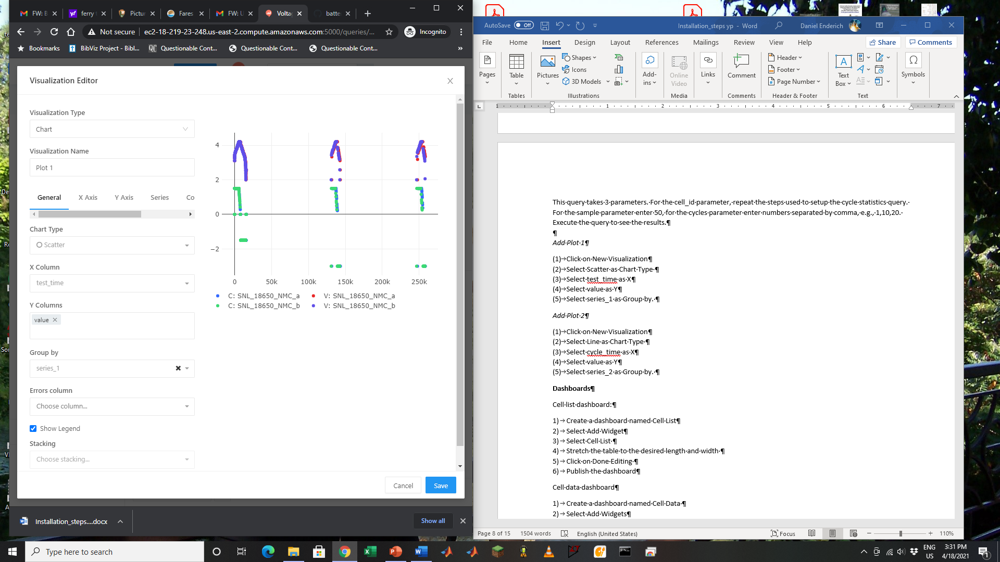 FW: B
ferry
Pictur
Fares
FW: U
Voltag
batte
Not secure
ec2-18-219-23-248.us-east-2.compute.amazonaws.com:5000/queries/...
Incognito
Bookmarks
BibViz Project - Bibl...
Questionable Cont...
Questionable Cont...
Questionable Cont...
»
Visualization Editor
Visualization Type
Chart
Visualization Name
Plot 1
General
X Axis
Y Axis
Series
Co
Chart Type
Scatter
X Column
test_time
Y Columns
value
Group by
series_1
Errors column
Choose column...
Show Legend
Stacking
Choose stacking...
4
2
0
−2
0
50k
100k
150k
200k
250k
C: SNL_18650_NMC_a
V: SNL_18650_NMC_a
C: SNL_18650_NMC_b
V: SNL_18650_NMC_b
Cancel
Save
Installation_steps....docx
Show all
AutoSave
Off
Installation_steps yp - Word
Daniel Enderich
File
Home
Insert
Design
Layout
References
Mailings
Review
View
Help
Share
Comments
Pages
Table
Pictures
Shapes
Icons
3D Models
Add-
ins
Online
Video
Links
Comment
Header
Footer
Page Number
Text
Box
Symbols
Tables
Illustrations
Media
Comments
Header & Footer
Text
1
1
2
3
4
5
6
7
This·query·takes·3·parameters.·For·the·cell_id·parameter,·repeat·the·steps·used·to·setup·the·cycle·statistics·query.·
For·the·sample·parameter·enter·50,·for·the·cycles·parameter·enter·numbers·separated·by·comma,·e.g.,·1,10,20.·
Execute·the·query·to·see·the·results.¶
¶
Add·Plot·1¶
(1)→Click·on·New·Visualization¶
(2)→Select·Scatter·as·Chart·Type·¶
(3)→Select·test_time·as·X¶
(4)→Select·value·as·Y¶
(5)→Select·series_1·as·Group·by.·¶
Add·Plot·2¶
(1)→Click·on·New·Visualization¶
(2)→Select·Line·as·Chart·Type·¶
(3)→Select·cycle_time·as·X¶
(4)→Select·value·as·Y¶
(5)→Select·series_2·as·Group·by.·¶
Dashboards¶
Cell·list·dashboard:¶
1)→Create·a·dashboard·named·Cell·List¶
2)→Select·Add·Widget¶
3)→Select·Cell·List·¶
4)→Stretch·the·table·to·the·desired·length·and·width·¶
5)→Click·on·Done·Editing·¶
6)→Publish·the·dashboard¶
Cell·data·dashboard¶
1)→Create·a·dashboard·named·Cell·Data·¶
2)→Select·Add·Widgets¶
Page 8 of 15
1504 words
English (United States)
Focus
110%
Type here to search
ENG
US
3:31 PM
4/18/2021
1